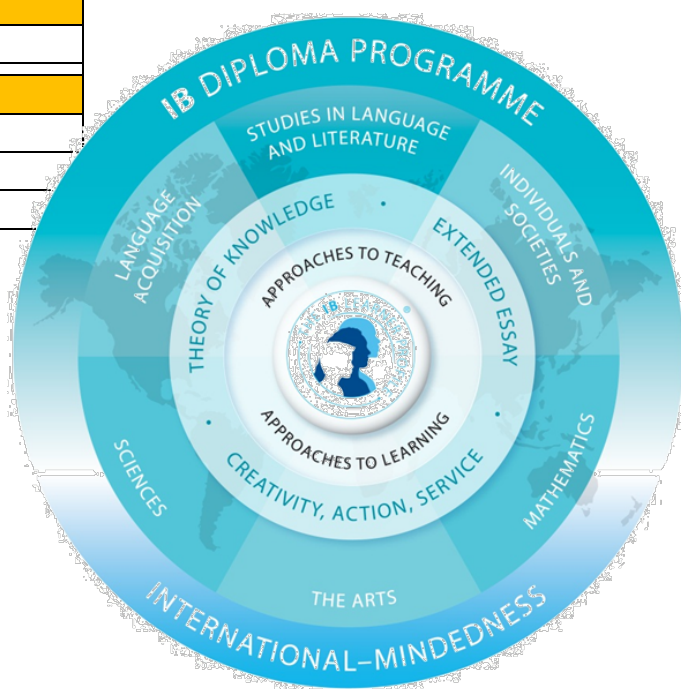 IB DIPLOMA PROGRAMME
STUDIES IN LANGUAGE
AND LITERATURE
LANGUAGE
ACQUISITION
INDIVIDUALS AND
SOCIETIES
THEORY OF KNOWLEDGE
EXTENDED ESSAY
APPROACHES TO TEACHING
IB
APPROACHES TO LEARNING
CREATIVITY, ACTION, SERVICE
SCIENCES
MATHEMATICS
THE ARTS
INTERNATIONAL–MINDEDNESS